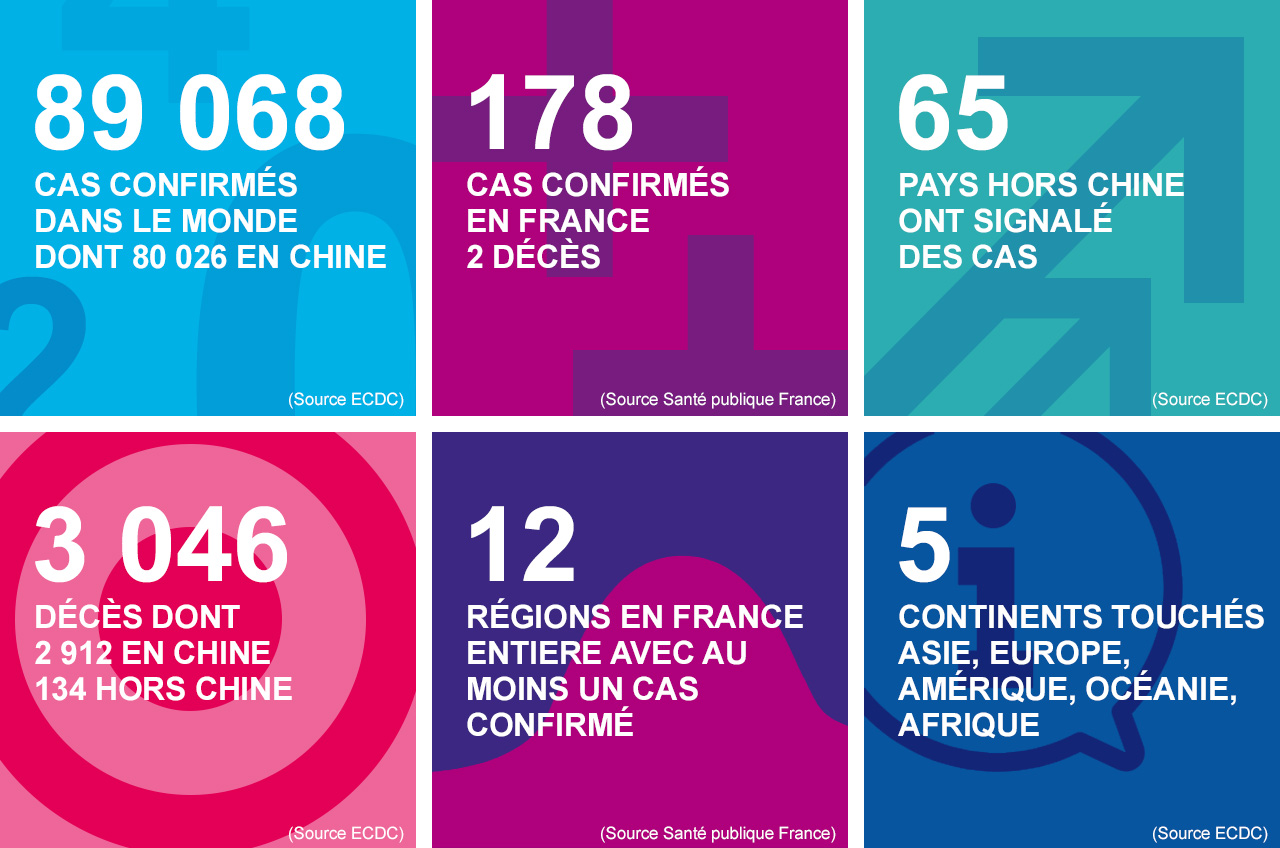 89 068
CAS CONFIRMÉS
DANS LE MONDE
DONT 80 026 EN CHINE
(Source ECDC)
178
CAS CONFIRMÉS
EN FRANCE
2 DÉCÈS
(Source Santé publique France)
65
PAYS HORS CHINE
ONT SIGNALÉ
DES CAS
(Source ECDC)
3 046
DÉCÈS DONT
2 912 EN CHINE
134 HORS CHINE
(Source ECDC)
12
RÉGIONS EN FRANCE
ENTIERE AVEC AU
MOINS UN CAS
CONFIRMÉ
(Source Santé publique France)
5
CONTINENTS TOUCHÉS
ASIE, EUROPE,
AMÉRIQUE, OCÉANIE,
AFRIQUE
(Source ECDC)